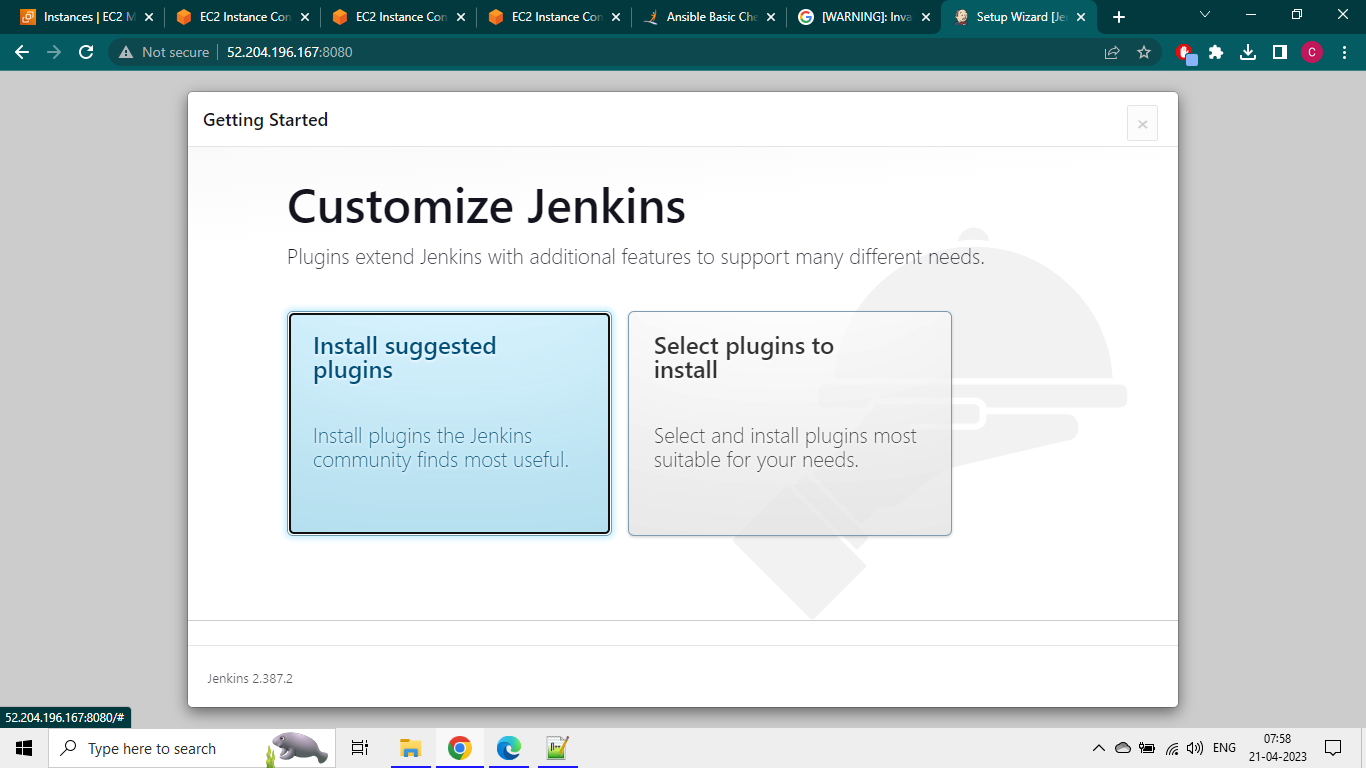 Instances | EC2 M
EC2 Instance Con
EC2 Instance Con
EC2 Instance Con
Ansible Basic Che
[WARNING]: Inva
Setup Wizard [Je
Not secure
52.204.196.167:8080
C
Getting Started
Customize Jenkins
Plugins extend Jenkins with additional features to support many different needs.
Install suggested
plugins
Install plugins the Jenkins
community finds most useful.
Select plugins to
install
Select and install plugins most
suitable for your needs.
Jenkins 2.387.2
52.204.196.167:8080/#
Type here to search
ENG
07:58
21-04-2023